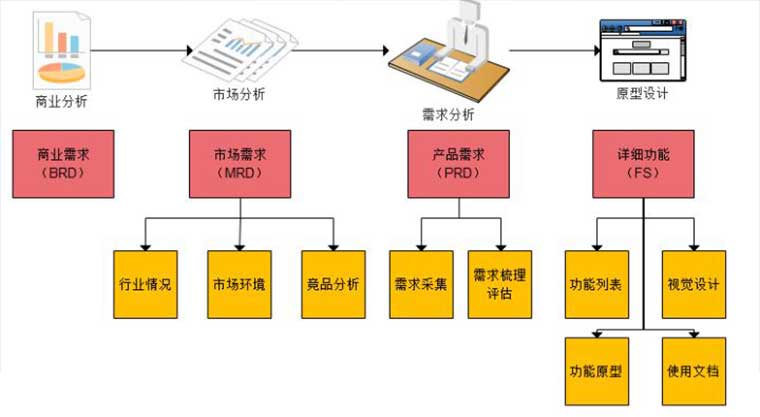 商业分析
市场分析
需求分析
原型设计
商业需求
（BRD）
市场需求
（MRD）
产品需求
（PRD）
详细功能
（FS）
行业情况
市场环境
竟品分析
需求采集
需求梳理
评估
功能列表
视觉设计
功能原型
使用文档